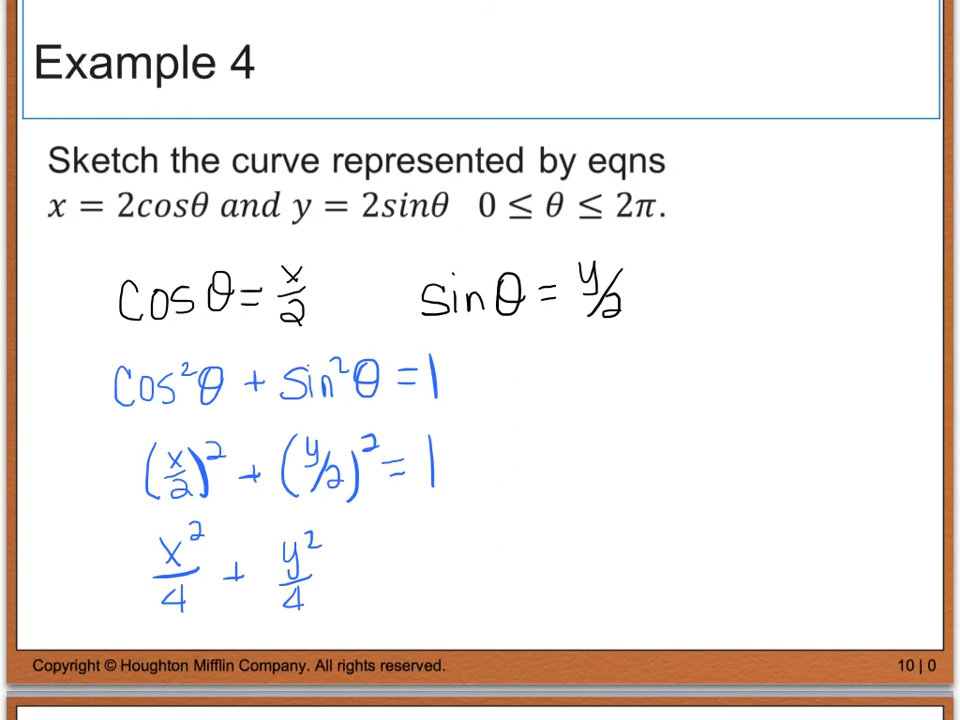 Example 4
Sketch the curve represented by eqns
x = 2cosθ and y = 2sinθ 0 ≤ θ ≤ 2π.
cos θ = x/2 sin θ = y/2
cos²θ + sin²θ = 1
(x/2)² + (y/2)² = 1
x²/4 + y²/4
Copyright © Houghton Mifflin Company. All rights reserved. 10 | 0